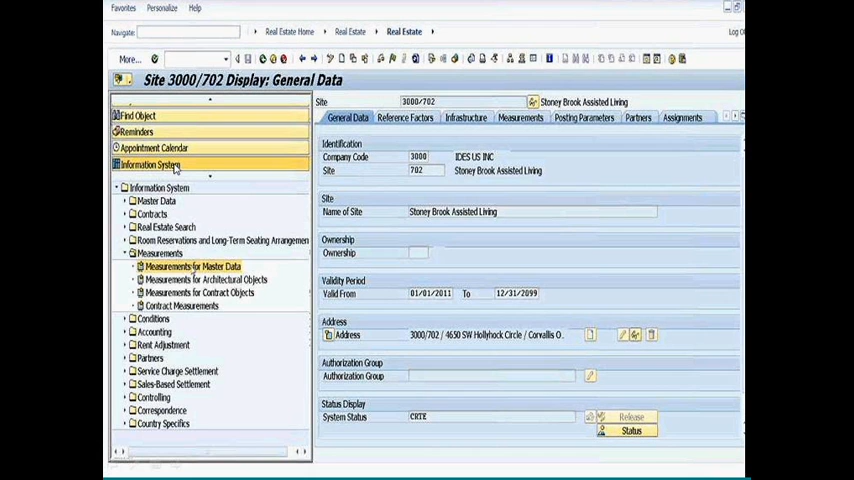 Favorites Personalize Help
Navigate: Real Estate Home Real Estate Real Estate Log
More...
Site 3000/702 Display: General Data
Find Object
Reminders
Appointment Calendar
Information System
Information System
Master Data
Contracts
Real Estate Search
Room Reservations and Long-Term Seating Arrangemen
Measurements
Measurements for Master Data
Measurements for Architectural Objects
Measurements for Contract Objects
Contract Measurements
Conditions
Accounting
Rent Adjustment
Partners
Service Charge Settlement
Sales-Based Settlement
Controlling
Correspondence
Country Specifics
Site 3000/702 Stoney Brook Assisted Living
General Data Reference Factors Infrastructure Measurements Posting Parameters Partners Assignments
Identification
Company Code 3000 IDES US INC
Site 702 Stoney Brook Assisted Living
Site
Name of Site Stoney Brook Assisted Living
Ownership
Ownership
Validity Period
Valid From 01/01/2011 To 12/31/2099
Address
Address 3000/702 / 4650 SW Hollyhock Circle / Corvallis O.
Authorization Group
Authorization Group
Status Display
System Status CRTE Release
Status